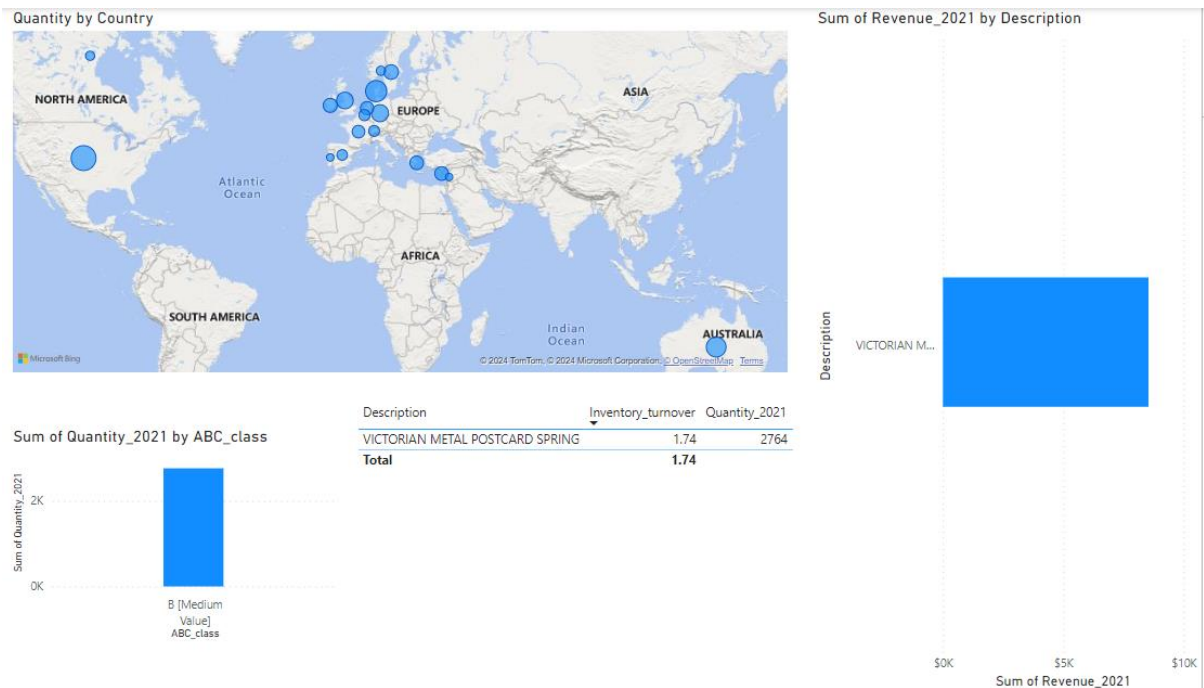 Quantity by Country
NORTH AMERICA
EUROPE
ASIA
Atlantic
Ocean
AFRICA
SOUTH AMERICA
Indian
Ocean
AUSTRALIA
Microsoft Bing
© 2024 TomTom, © 2024 Microsoft Corporation, © OpenStreetMap Terms
Sum of Quantity_2021 by ABC_class
Sum of Quantity_2021
2K
0K
B [Medium
Value]
ABC_class
Description Inventory_turnover Quantity_2021
VICTORIAN METAL POSTCARD SPRING 1.74 2764
Total 1.74
Sum of Revenue_2021 by Description
Description
VICTORIAN M...
$0K $5K $10K
Sum of Revenue_2021